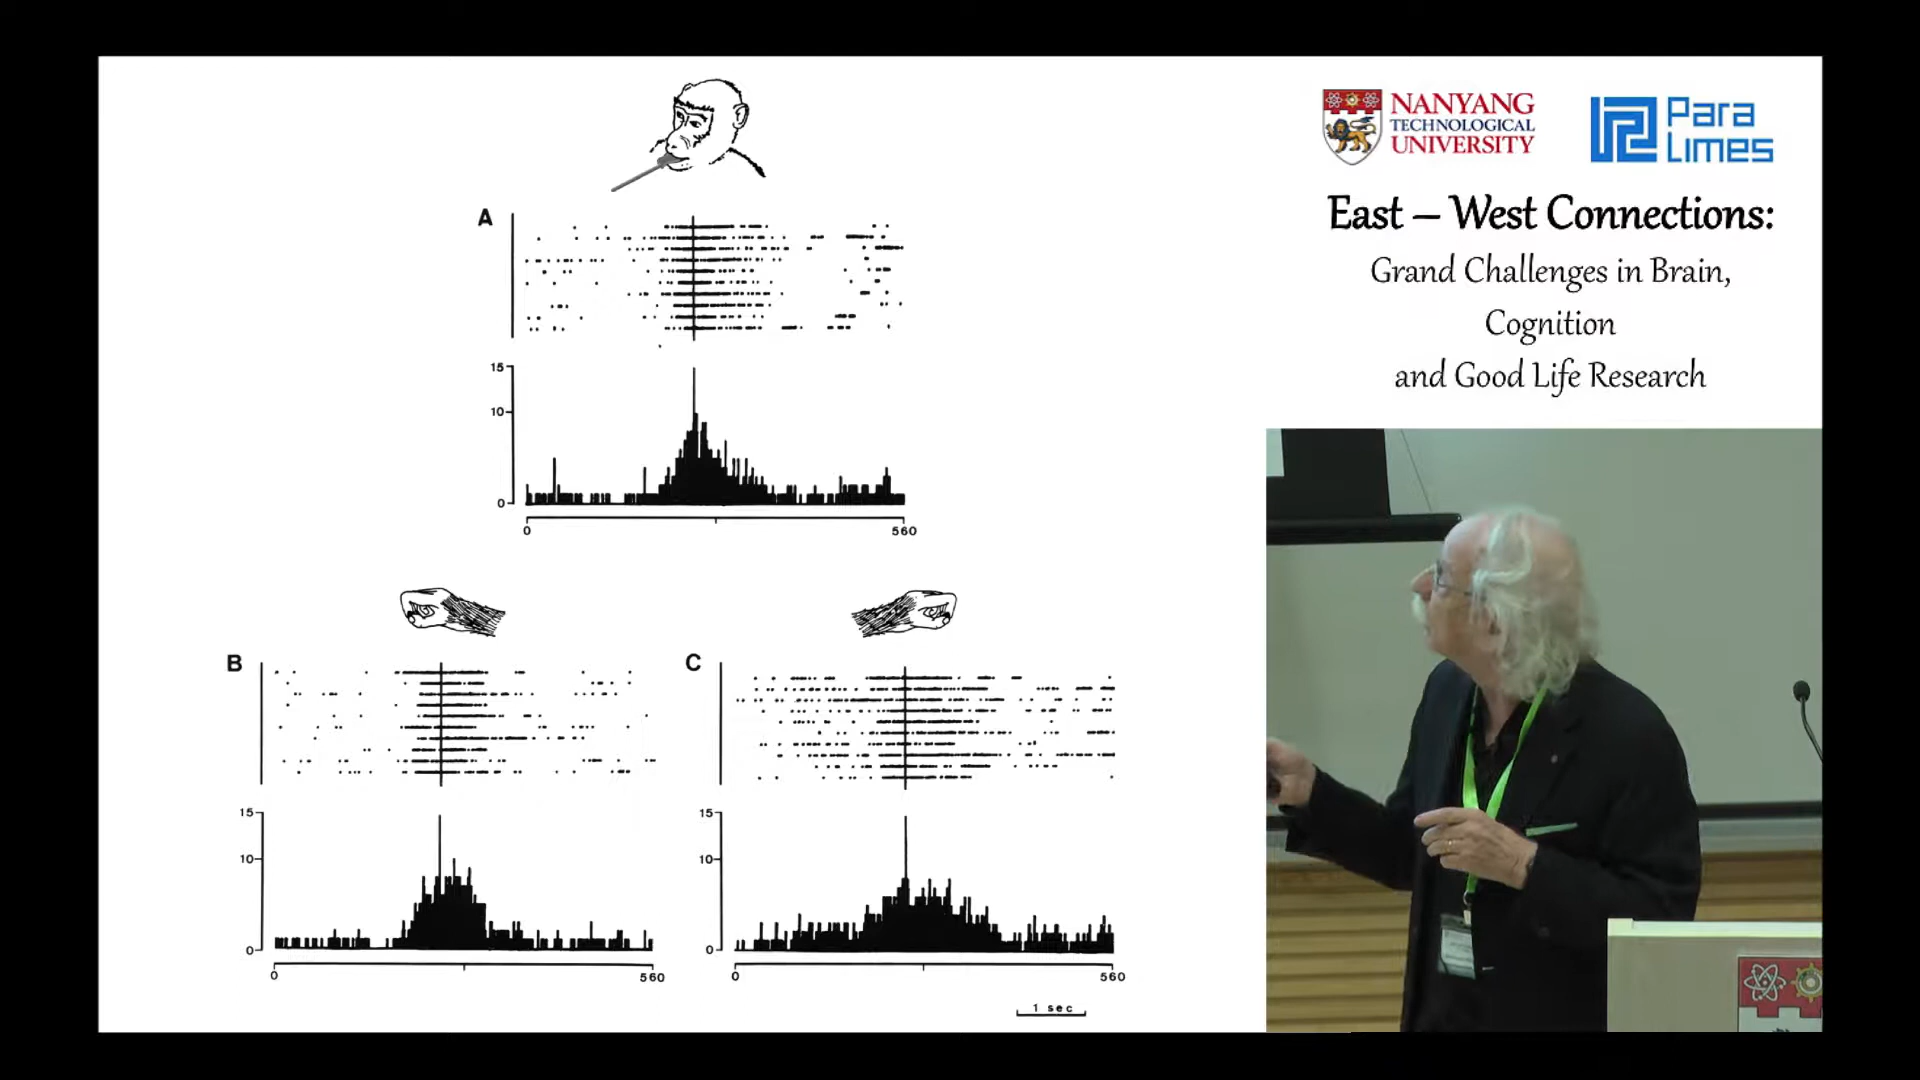 NANYANG
TECHNOLOGICAL
UNIVERSITY
Para
Limes
East – West Connections:
Grand Challenges in Brain,
Cognition
and Good Life Research
A
15
10
0
0
560
B
15
10
0
0
560
C
15
10
0
0
560
1 sec